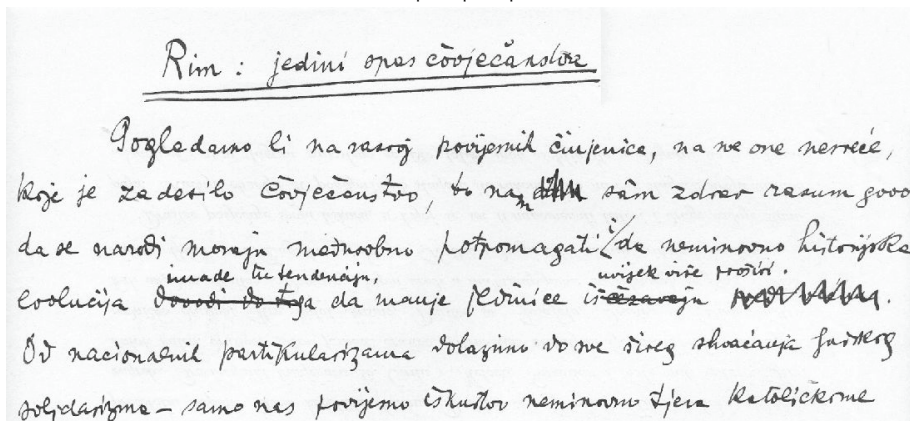 Rim : jedini spas čovječanstva
Pogledamo li na razvoj povijesnih činjenica, na sve one nesreće,
koje je zadesilo čovječanstvo, to nam sâm zdrav razum govo
da se narodi moraju međusobno potpomagati i da neminovno historijska
imade tu tendenciju, uvijek više
evolucija dovodi do toga da manje jedinice iščezavaju
Od nacionalnih partikularizama dolazimo do sve šireg shvaćanja ljudskog
solidarizma – samo nas povijesno iskustvo neminovno tjera katoličkome